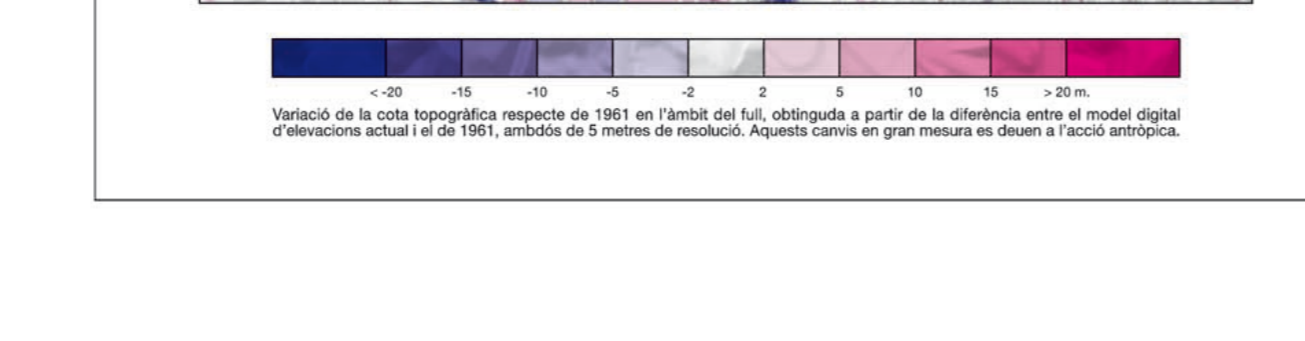 < -20 -15 -10 -5 -2 2 5 10 15 > 20 m.
Variació de la cota topogràfica respecte de 1961 en l'àmbit del full, obtinguda a partir de la diferència entre el model digital
d'elevacions actual i el de 1961, ambdós de 5 metres de resolució. Aquests canvis en gran mesura es deuen a l'acció antròpica.